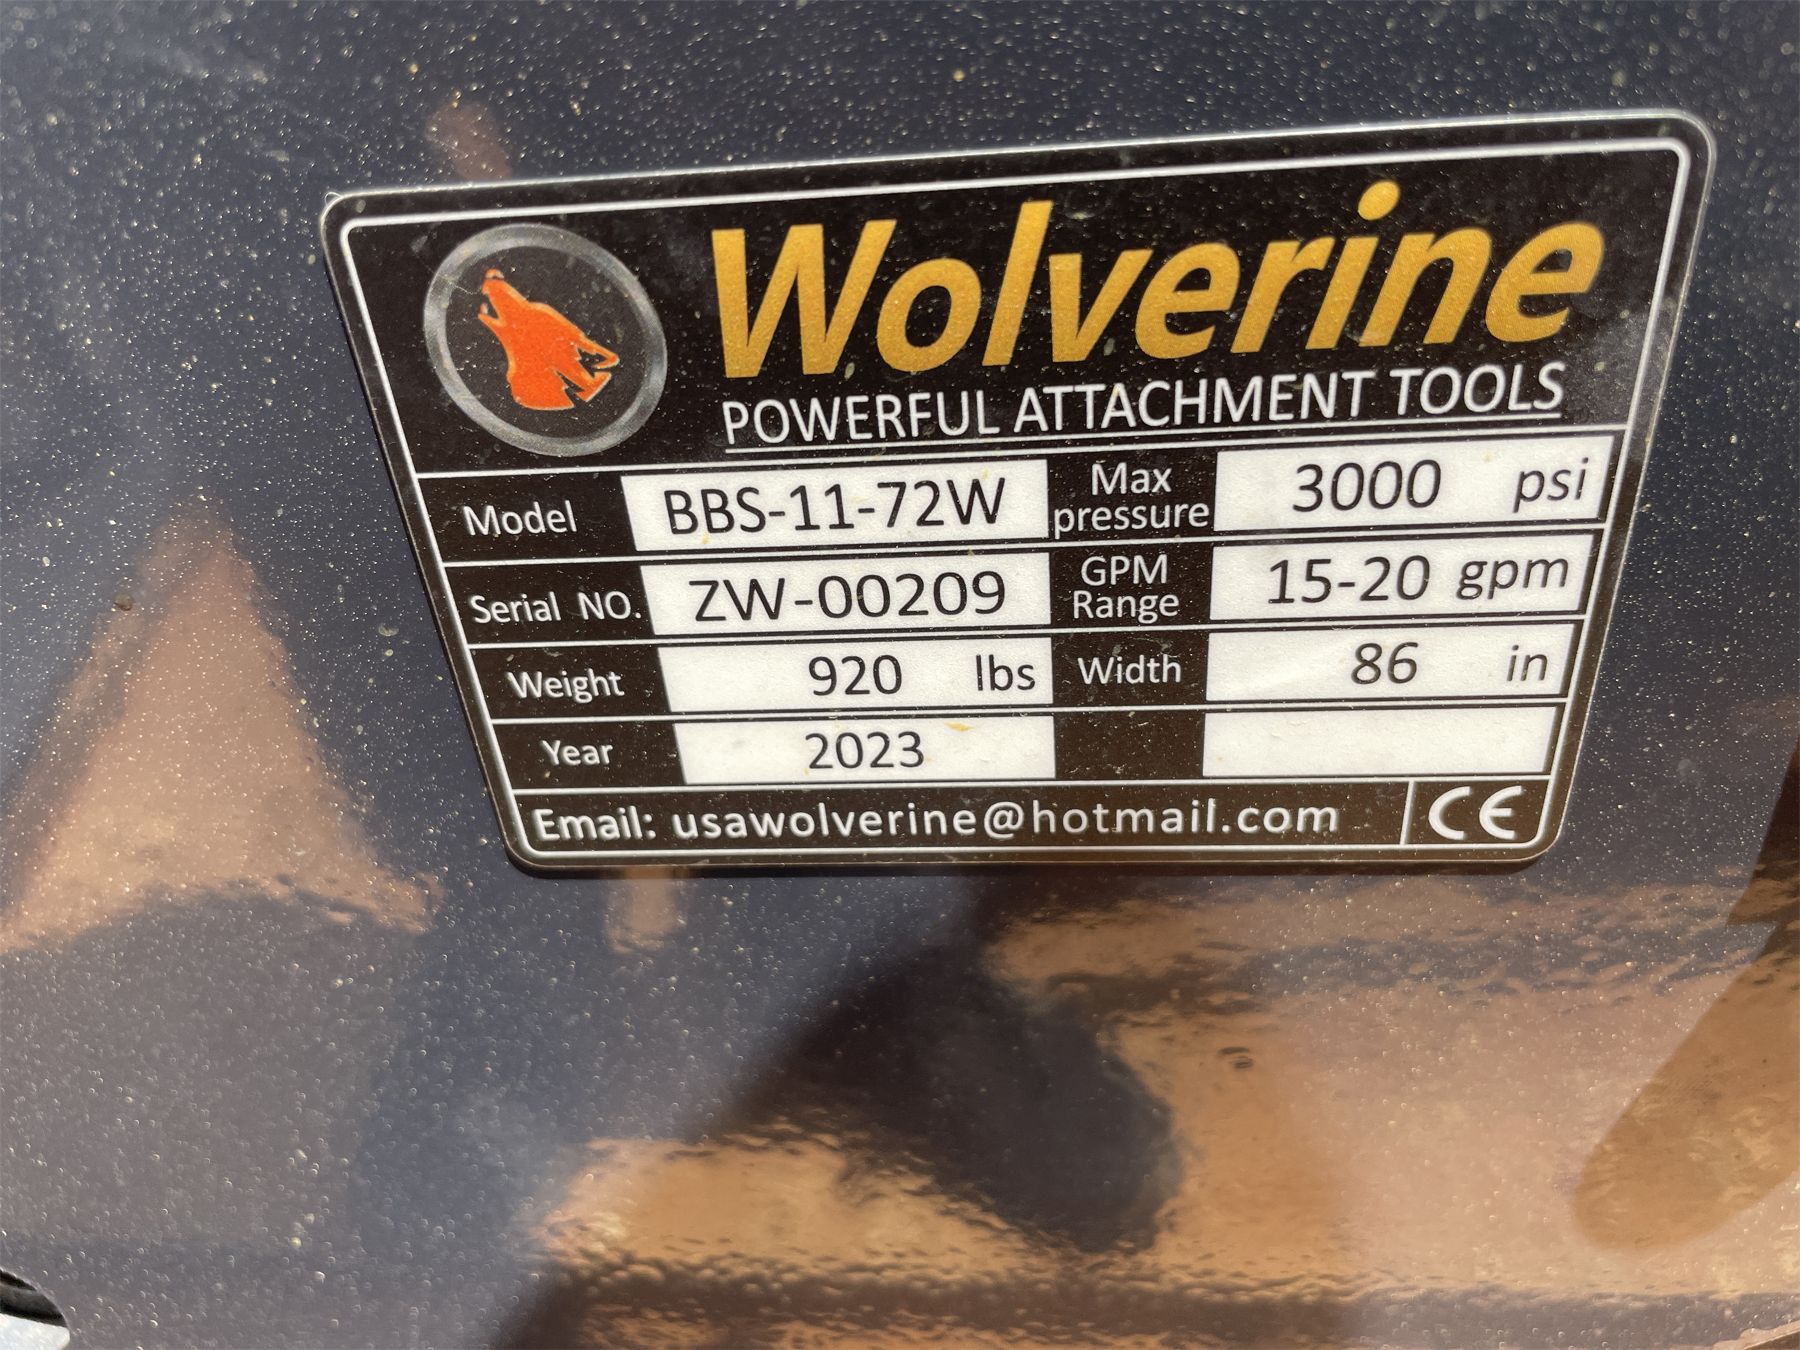 Wolverine
POWERFUL ATTACHMENT TOOLS
Model BBS-11-72W Max pressure 3000 psi
Serial NO. ZW-00209 GPM Range 15-20 gpm
Weight 920 lbs Width 86 in
Year 2023
Email: usawolverine@hotmail.com CE